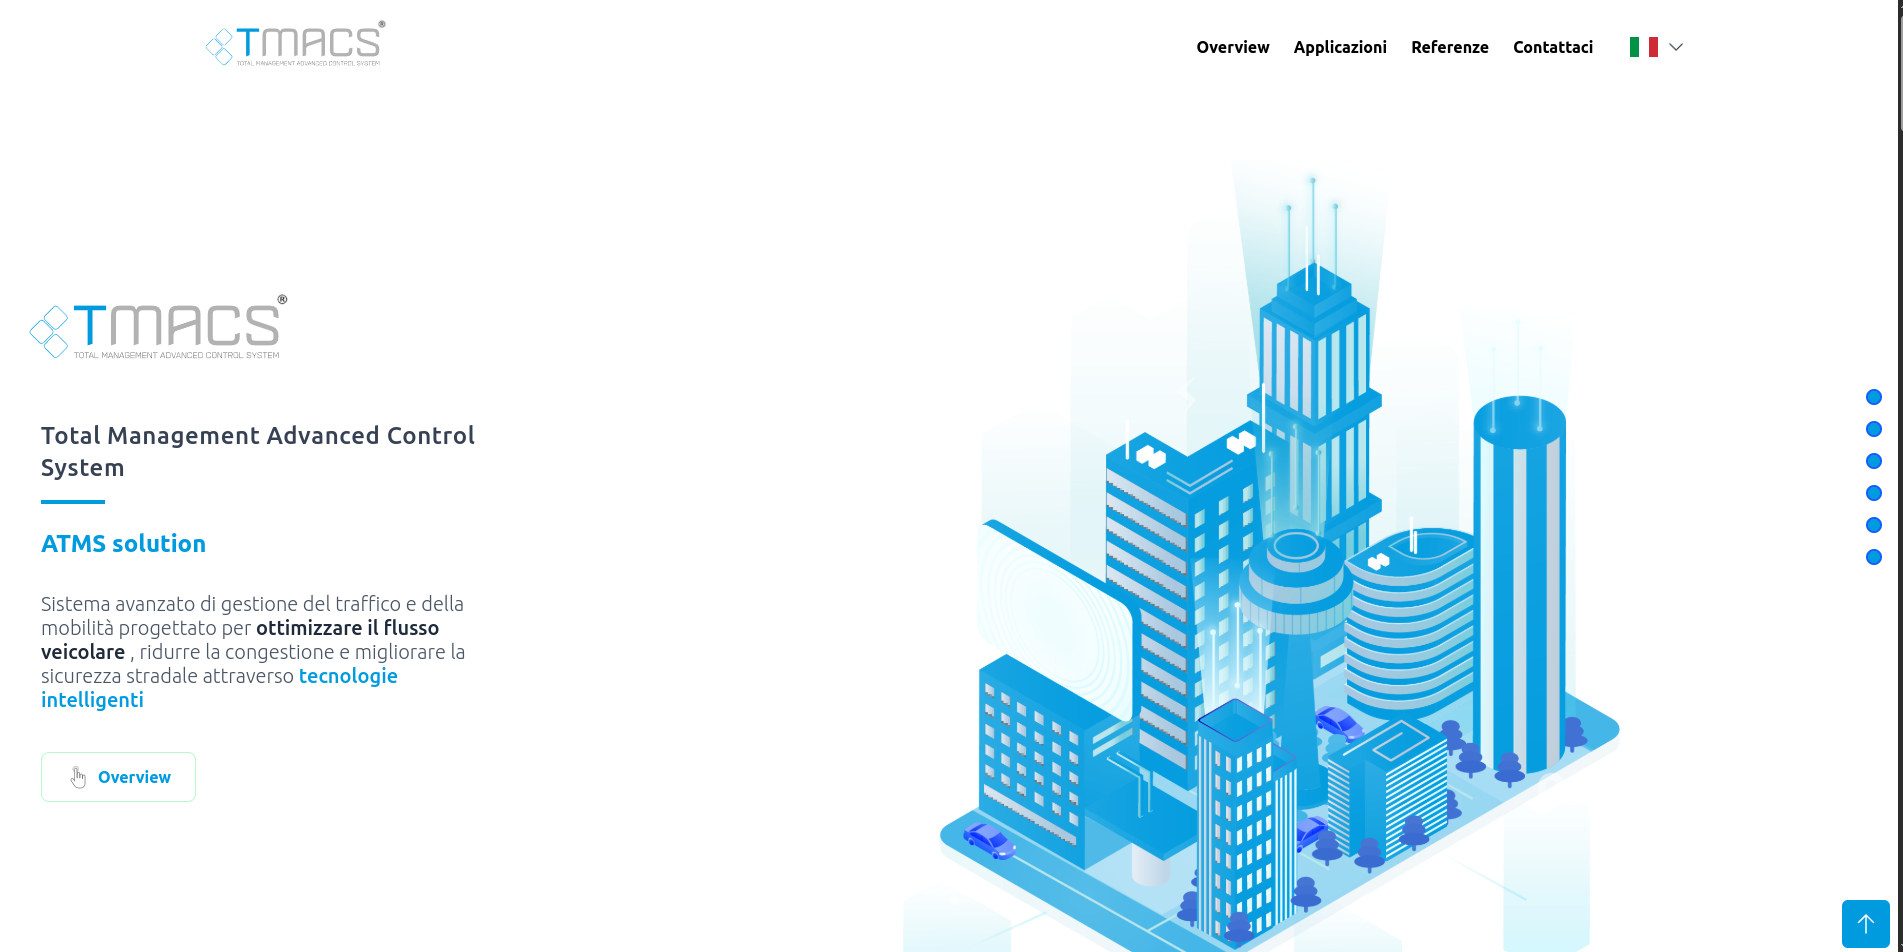 TMACS®
TOTAL MANAGEMENT ADVANCED CONTROL SYSTEM
Overview Applicazioni Referenze Contattaci
TMACS®
TOTAL MANAGEMENT ADVANCED CONTROL SYSTEM
Total Management Advanced Control
System
ATMS solution
Sistema avanzato di gestione del traffico e della
mobilità progettato per ottimizzare il flusso
veicolare , ridurre la congestione e migliorare la
sicurezza stradale attraverso tecnologie
intelligenti
Overview